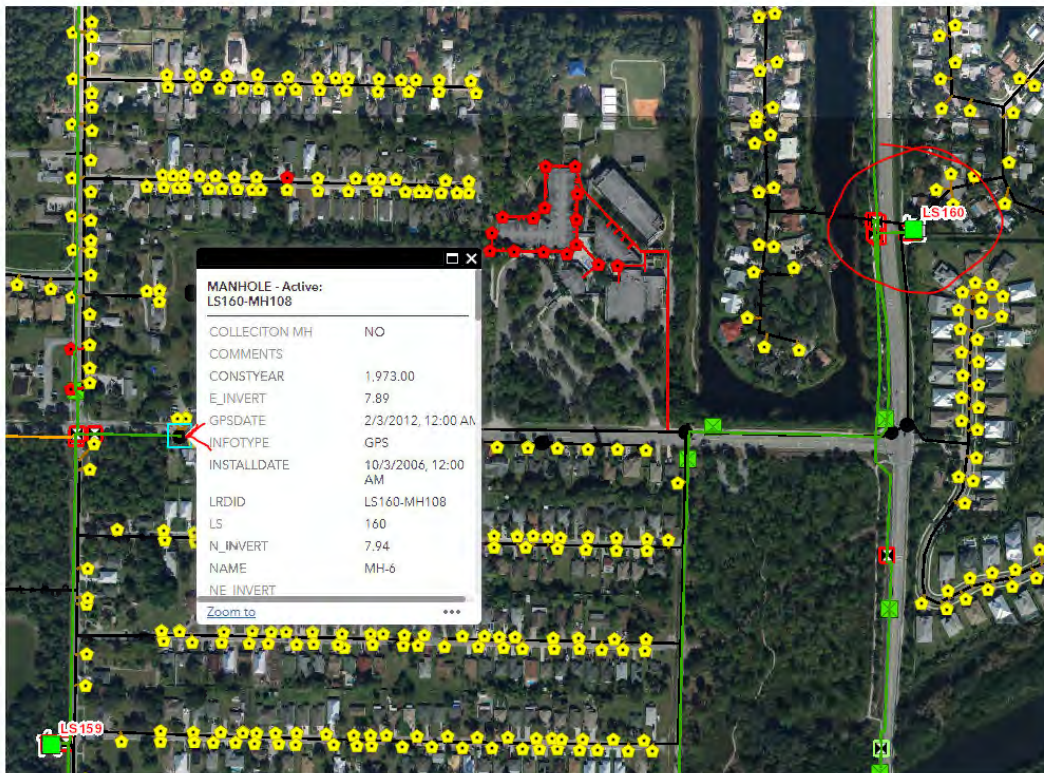 LS160
MANHOLE - Active:
LS160-MH108
COLLECITON MH NO
COMMENTS
CONSTYEAR 1,973.00
E_INVERT 7.89
GPSDATE 2/3/2012, 12:00 AM
INFOTYPE GPS
INSTALLDATE 10/3/2006, 12:00
AM
LRDID LS160-MH108
LS 160
N_INVERT 7.94
NAME MH-6
NE_INVERT
Zoom to
LS159